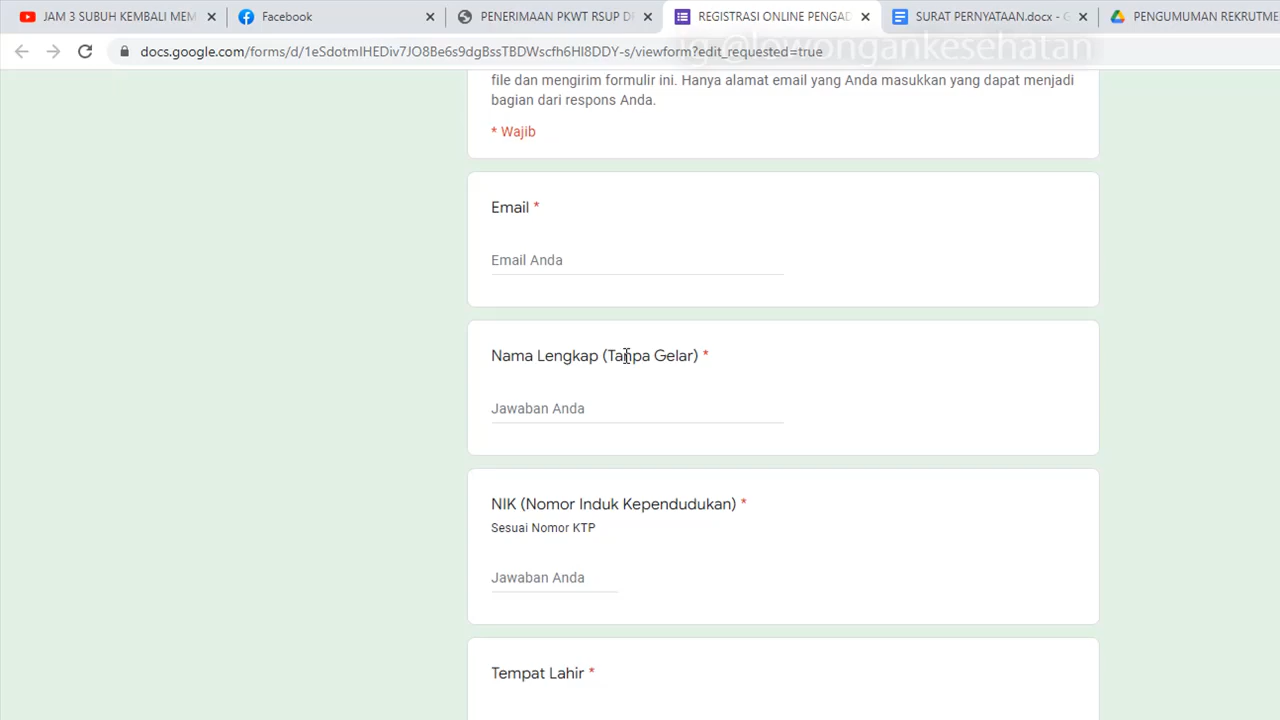 JAM 3 SUBUH KEMBALI MEM
Facebook
PENERIMAAN PKWT RSUP D
REGISTRASI ONLINE PENGAD
SURAT PERNYATAAN.docx - G
PENGUMUMAN REKRUTME
docs.google.com/forms/d/1eSdotmIHEDiv7JO8Be6s9dgBssTBDWscfh6HI8DDY-s/viewform?edit_requested=true
ig @lowongankesehatan
file dan mengirim formulir ini. Hanya alamat email yang Anda masukkan yang dapat menjadi
bagian dari respons Anda.
* Wajib
Email *
Email Anda
Nama Lengkap (Tanpa Gelar) *
Jawaban Anda
NIK (Nomor Induk Kependudukan) *
Sesuai Nomor KTP
Jawaban Anda
Tempat Lahir *